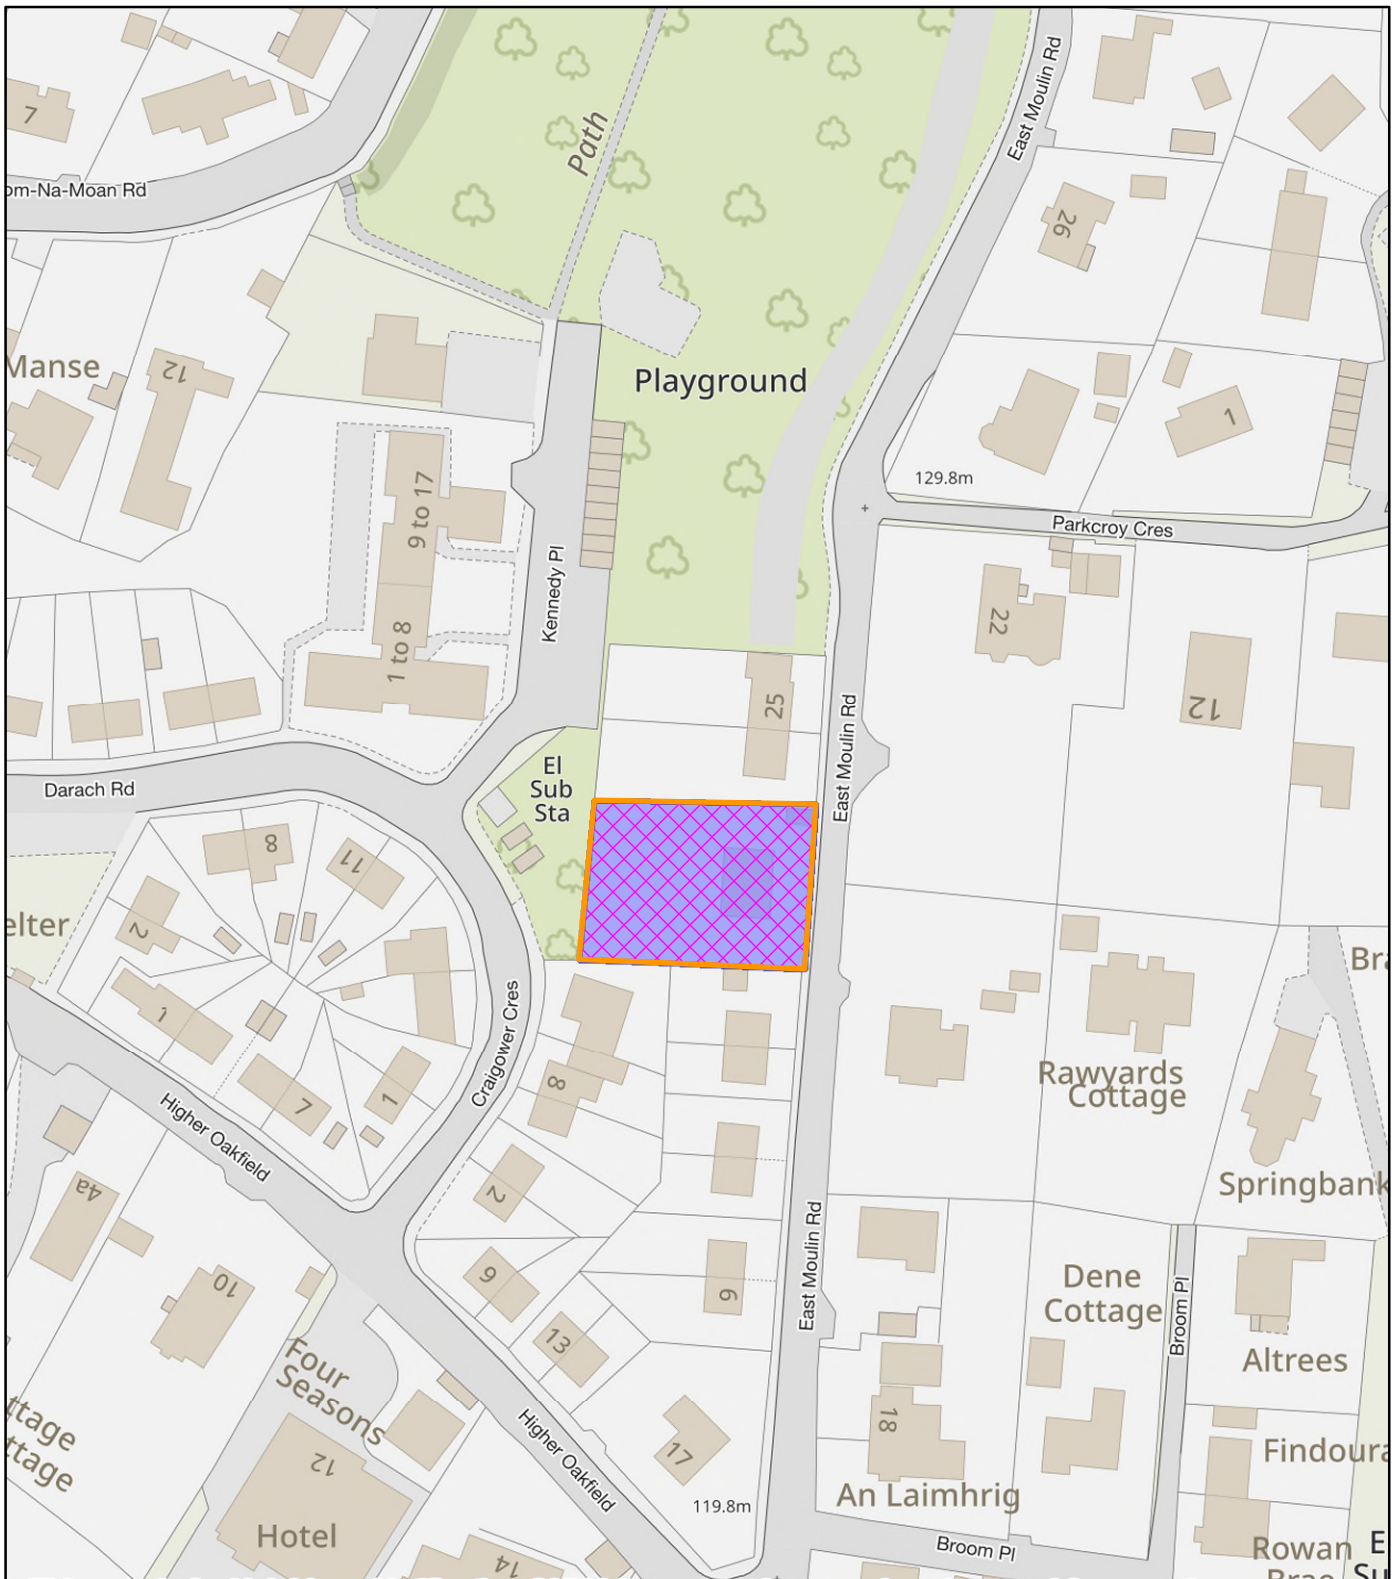 East Moulin Rd
7
Path
om-Na-Moan Rd
26
Manse
12
Playground
1
129.8m
Parkcroy Cres
9 to 17
Kennedy Pl
22
1 to 8
25
12
East Moulin Rd
El
Sub
Sta
Darach Rd
8
11
2
elter
Bra
1
Craigower Cres
Rawyards
Cottage
8
7
1
Higher Oakfield
Springbank
4a
2
East Moulin Rd
10
9
6
Dene
Cottage
Broom Pl
13
Four
Seasons
Altrees
ttage
ttage
18
17
Higher Oakfield
Findoura
12
An Laimhrig
119.8m
Hotel
Broom Pl
14
Rowan
Brae
E
Su